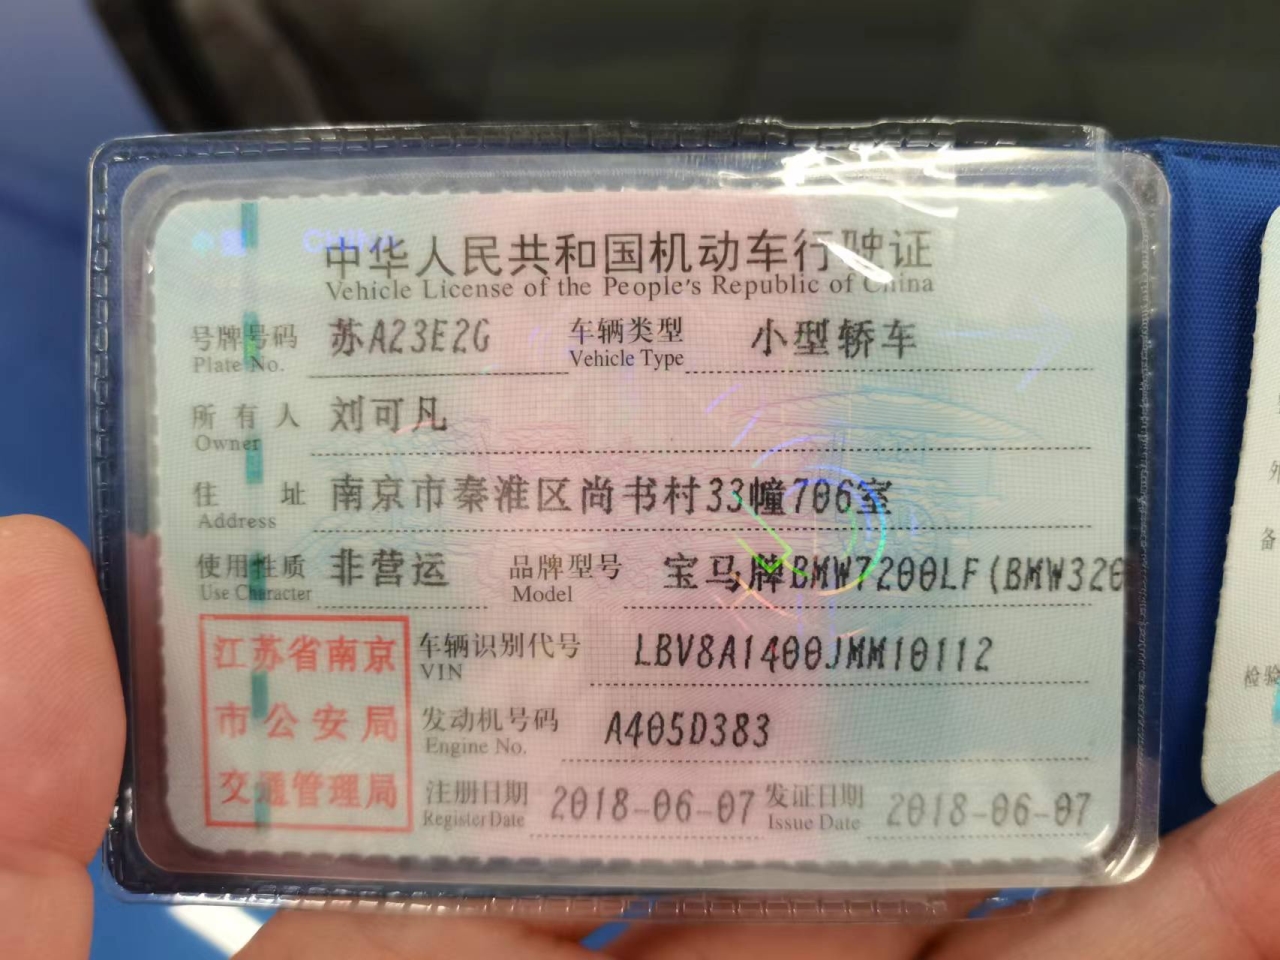 中华人民共和国机动车行驶证
Vehicle License of the People's Republic of China
号牌号码 苏A23E2G 车辆类型 小型轿车
Plate No. Vehicle Type
所有人 刘可凡
Owner
住址 南京市秦淮区尚书村33幢706室
Address
使用性质 非营运 品牌型号 宝马牌BMW7200LF(BMW320
Use Character Model
江苏省南京
市公安局
交通管理局
车辆识别代号 LBV8A1400JMM10112
VIN
发动机号码 A405D383
Engine No.
注册日期 2018-06-07 发证日期 2018-06-07
Register Date Issue Date
备
检验